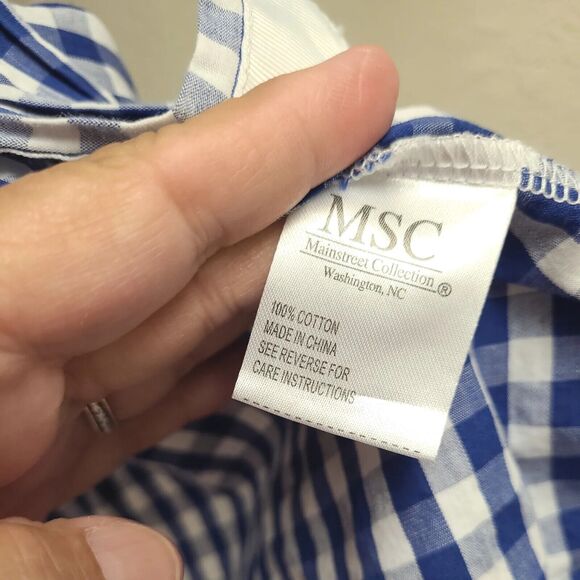 MSC
Mainstreet Collection®
Washington, NC
100% COTTON
MADE IN CHINA
SEE REVERSE FOR
CARE INSTRUCTIONS